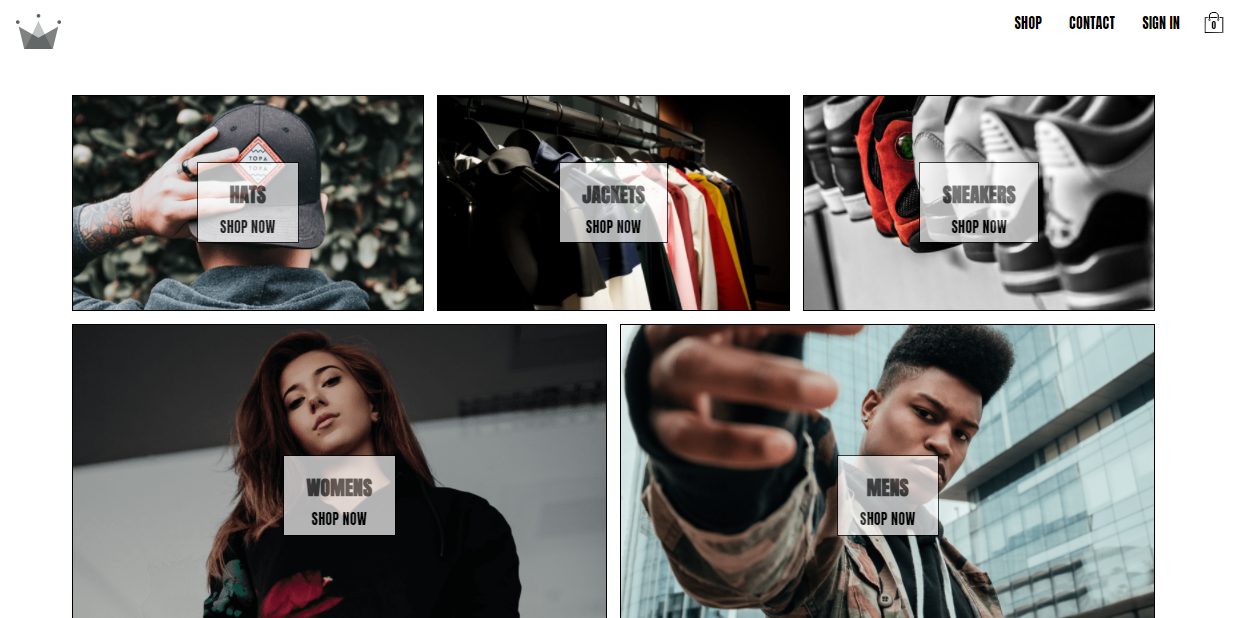 SHOP
CONTACT
SIGN IN
0
TOPA
TOPA
HATS
SHOP NOW
JACKETS
SHOP NOW
SNEAKERS
SHOP NOW
WOMENS
SHOP NOW
MENS
SHOP NOW